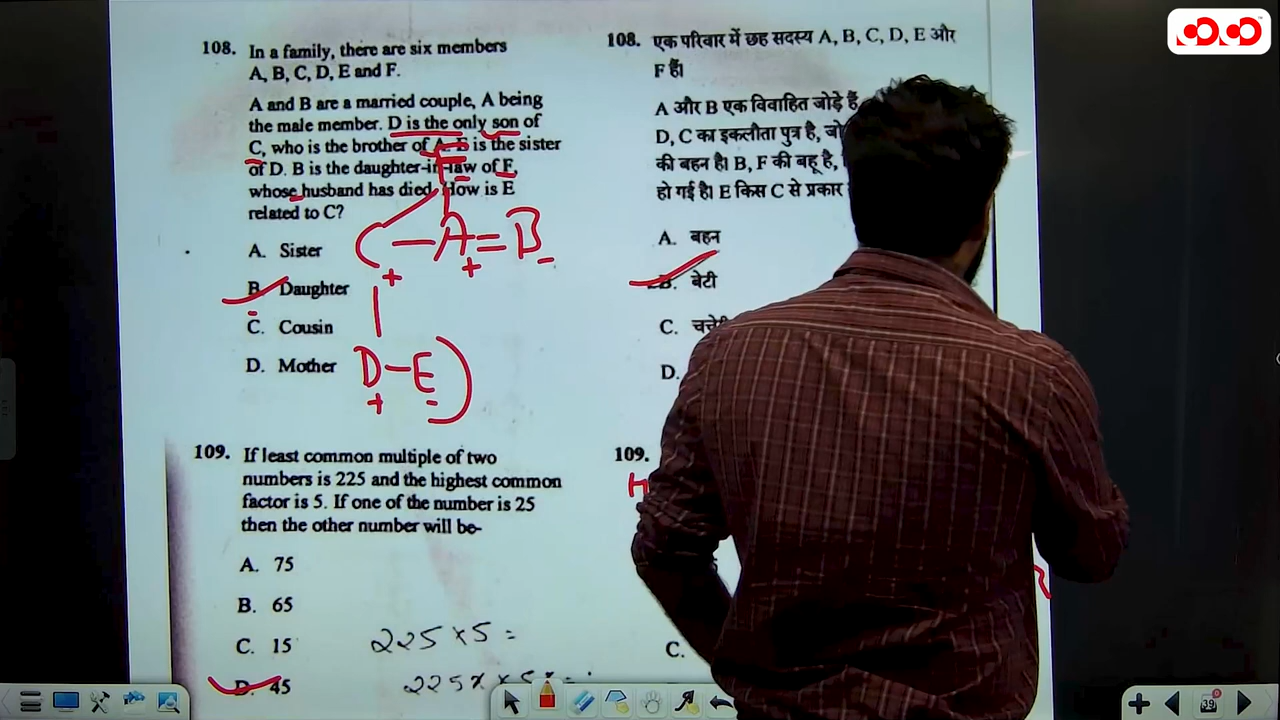 108. In a family, there are six members
A, B, C, D, E and F.
A and B are a married couple, A being
the male member. D is the only son of
C, who is the brother of A. E is the sister
of D. B is the daughter-in-law of F,
whose husband has died. How is E
related to C?
A. Sister
B. Daughter
C. Cousin
D. Mother
F
C — A = B
+ + -
D — E
+ -
109. If least common multiple of two
numbers is 225 and the highest common
factor is 5. If one of the number is 25
then the other number will be-
A. 75
B. 65
C. 15
D. 45
225 × 5 =
108. एक परिवार में छह सदस्य A, B, C, D, E और
F हैं।
A और B एक विवाहित जोड़े हैं,
D, C का इकलौता पुत्र है,
की बहन है। B, F की बहू है,
हो गई है। E किस C से प्रकार
A. बहन
B. बेटी
C.
D.
109.
H
C.
39